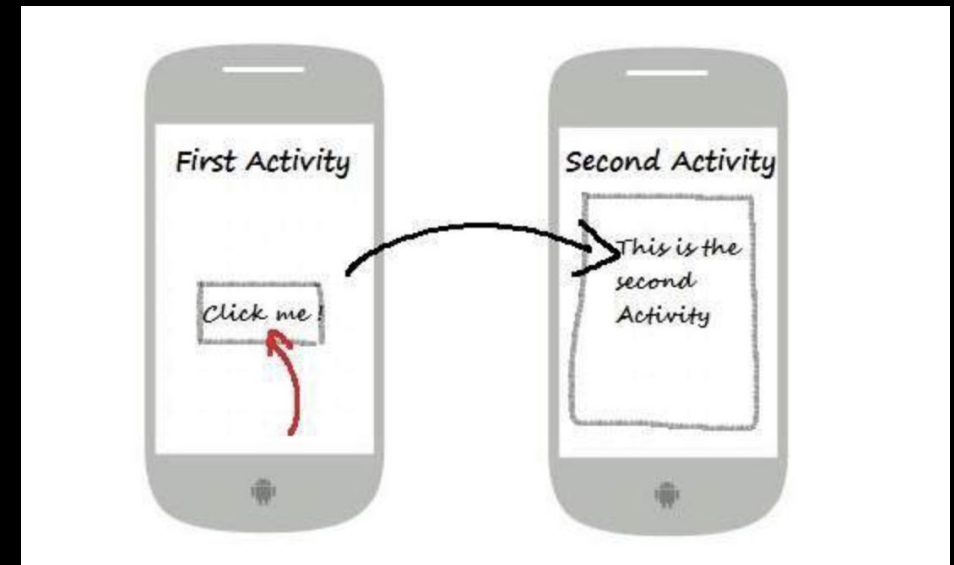 First Activity
Click me !
Second Activity
This is the
second
Activity